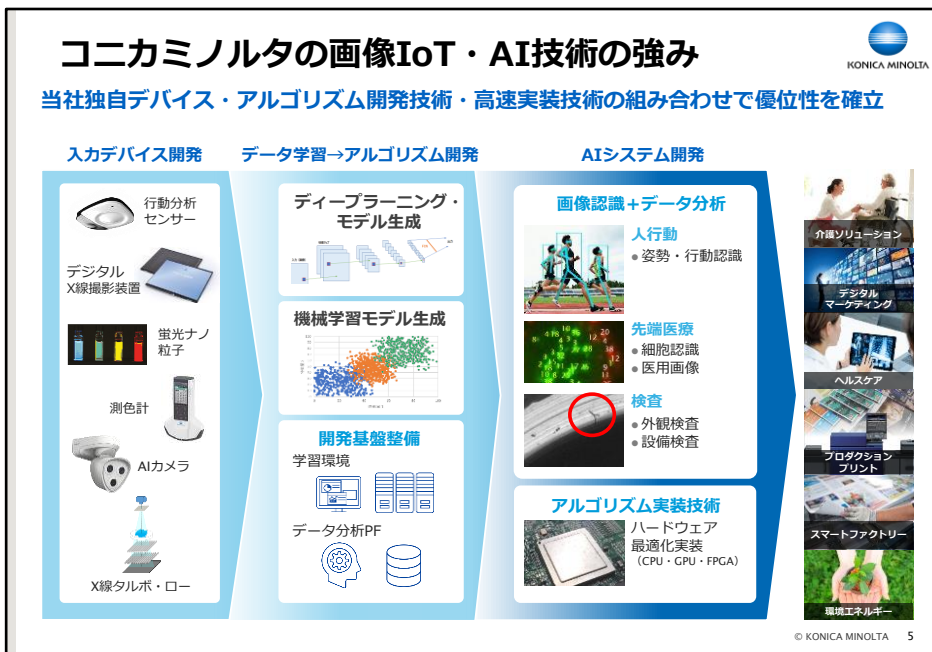 コニカミノルタの画像IoT・AI技術の強み
KONICA MINOLTA
当社独自デバイス・アルゴリズム開発技術・高速実装技術の組み合わせで優位性を確立
入力デバイス開発
行動分析
センサー
デジタル
X線撮影装置
蛍光ナノ
粒子
測色計
AIカメラ
X線タルボ・ロー
データ学習→アルゴリズム開発
ディープラーニング・
モデル生成
機械学習モデル生成
開発基盤整備
学習環境
データ分析PF
AIシステム開発
画像認識+データ分析
人行動
●姿勢・行動認識
先端医療
●細胞認識
●医用画像
検査
●外観検査
●設備検査
アルゴリズム実装技術
ハードウェア
最適化実装
（CPU・GPU・FPGA）
介護ソリューション
デジタル
マーケティング
ヘルスケア
プロダクション
プリント
スマートファクトリー
環境エネルギー
© KONICA MINOLTA 5